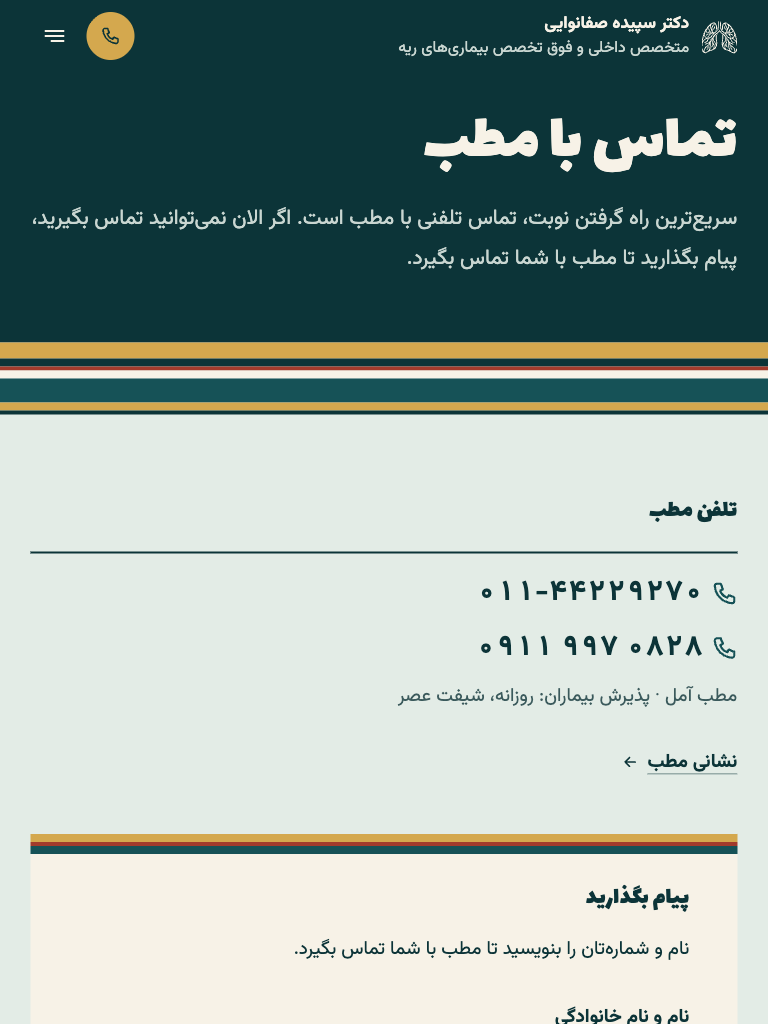 دکتر سپیده صفانوایی
متخصص داخلی و فوق تخصص بیماری‌های ریه
تماس با مطب
سریع‌ترین راه گرفتن نوبت، تماس تلفنی با مطب است. اگر الان نمی‌توانید تماس بگیرید،
پیام بگذارید تا مطب با شما تماس بگیرد.
تلفن مطب
۰۱۱-۴۴۲۲۹۲۷۰
۰۹۱۱ ۹۹۷ ۰۸۲۸
مطب آمل · پذیرش بیماران: روزانه، شیفت عصر
نشانی مطب ←
پیام بگذارید
نام و شماره‌تان را بنویسید تا مطب با شما تماس بگیرد.
نام و نام خانوادگی